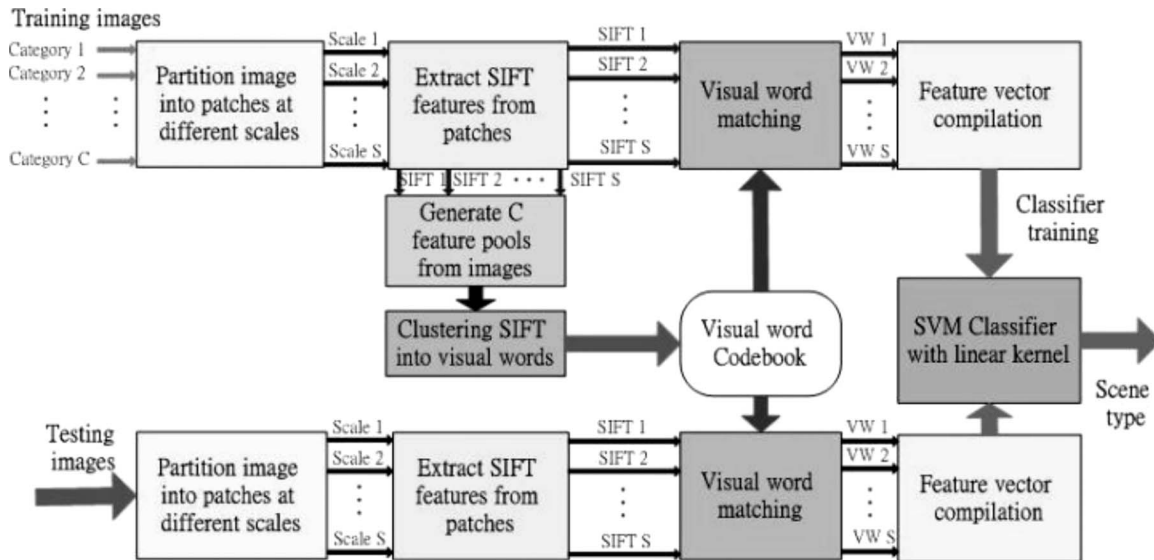 Training images
Category 1
Category 2
Category C
Partition image
into patches at
different scales
Scale 1
Scale 2
Scale S
Extract SIFT
features from
patches
SIFT 1
SIFT 2
SIFT S
Visual word
matching
VW 1
VW 2
VW S
Feature vector
compilation
SIFT 1
SIFT 2
SIFT S
Generate C
feature pools
from images
Clustering SIFT
into visual words
Visual word
Codebook
Classifier
training
SVM Classifier
with linear kernel
Scene
type
Testing
images
Partition image
into patches at
different scales
Scale 1
Scale 2
Scale S
Extract SIFT
features from
patches
SIFT 1
SIFT 2
SIFT S
Visual word
matching
VW 1
VW 2
VW S
Feature vector
compilation